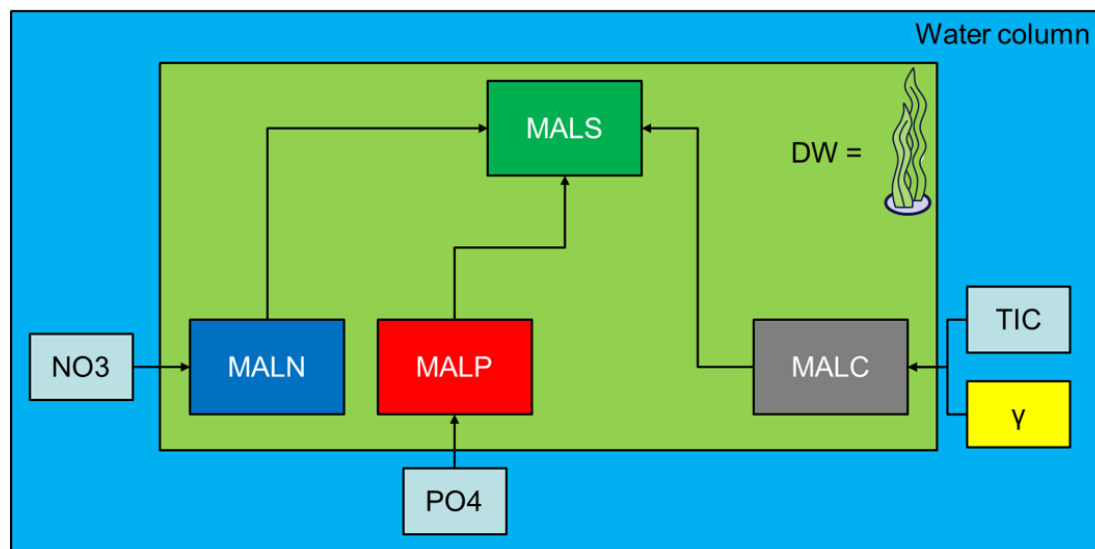 Water column
MALS
DW =
NO3
MALN
MALP
MALC
TIC
γ
PO4